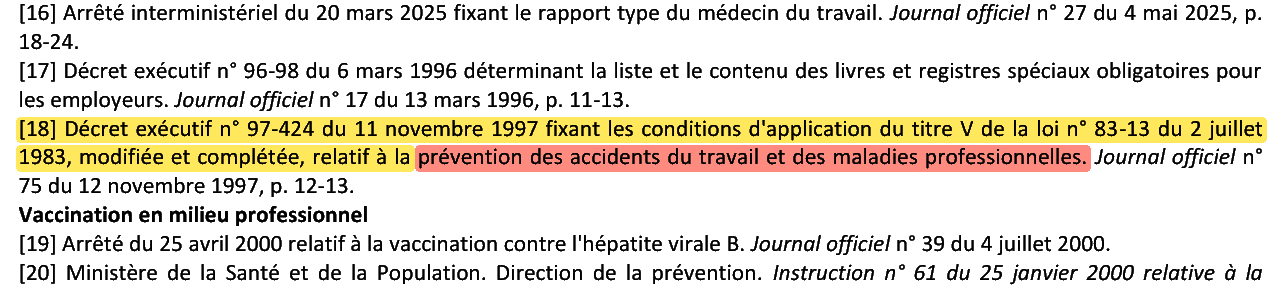 [16] Arrêté interministériel du 20 mars 2025 fixant le rapport type du médecin du travail. Journal officiel n° 27 du 4 mai 2025, p.
18-24.
[17] Décret exécutif n° 96-98 du 6 mars 1996 déterminant la liste et le contenu des livres et registres spéciaux obligatoires pour
les employeurs. Journal officiel n° 17 du 13 mars 1996, p. 11-13.
[18] Décret exécutif n° 97-424 du 11 novembre 1997 fixant les conditions d'application du titre V de la loi n° 83-13 du 2 juillet
1983, modifiée et complétée, relatif à la prévention des accidents du travail et des maladies professionnelles. Journal officiel n°
75 du 12 novembre 1997, p. 12-13.
Vaccination en milieu professionnel
[19] Arrêté du 25 avril 2000 relatif à la vaccination contre l'hépatite virale B. Journal officiel n° 39 du 4 juillet 2000.
[20] Ministère de la Santé et de la Population. Direction de la prévention. Instruction n° 61 du 25 janvier 2000 relative à la